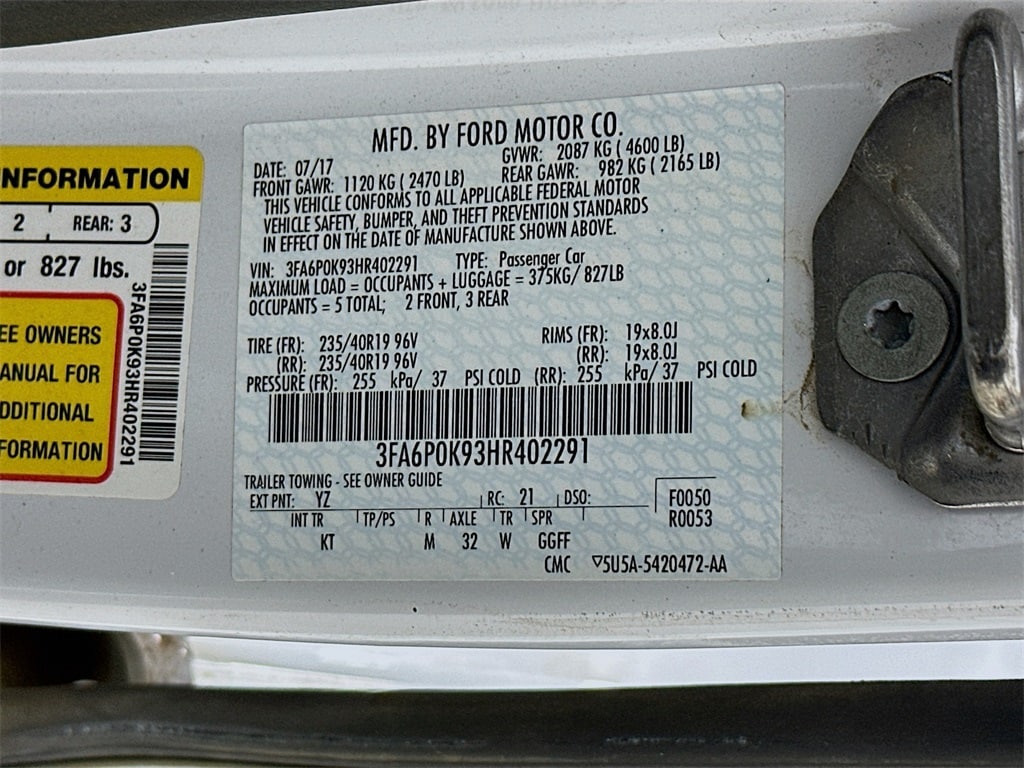 NFORMATION
2 REAR: 3
or 827 lbs.
EE OWNERS
ANUAL FOR
DDITIONAL
FORMATION
3FA6P0K93HR402291
MFD. BY FORD MOTOR CO.
DATE: 07/17 GVWR: 2087 KG ( 4600 LB)
FRONT GAWR: 1120 KG ( 2470 LB) REAR GAWR: 982 KG ( 2165 LB)
THIS VEHICLE CONFORMS TO ALL APPLICABLE FEDERAL MOTOR
VEHICLE SAFETY, BUMPER, AND THEFT PREVENTION STANDARDS
IN EFFECT ON THE DATE OF MANUFACTURE SHOWN ABOVE.
VIN: 3FA6P0K93HR402291 TYPE: Passenger Car
MAXIMUM LOAD = OCCUPANTS + LUGGAGE = 375KG/ 827LB
OCCUPANTS = 5 TOTAL; 2 FRONT, 3 REAR
TIRE (FR): 235/40R19 96V RIMS (FR): 19x8.0J
(RR): 235/40R19 96V (RR): 19x8.0J
PRESSURE (FR): 255 kPa/ 37 PSI COLD (RR): 255 kPa/ 37 PSI COLD
3FA6P0K93HR402291
TRAILER TOWING - SEE OWNER GUIDE
EXT PNT: YZ RC: 21 DSO: F0050
INT TR TP/PS R AXLE TR SPR R0053
KT M 32 W GGFF
CMC ▽5U5A-5420472-AA